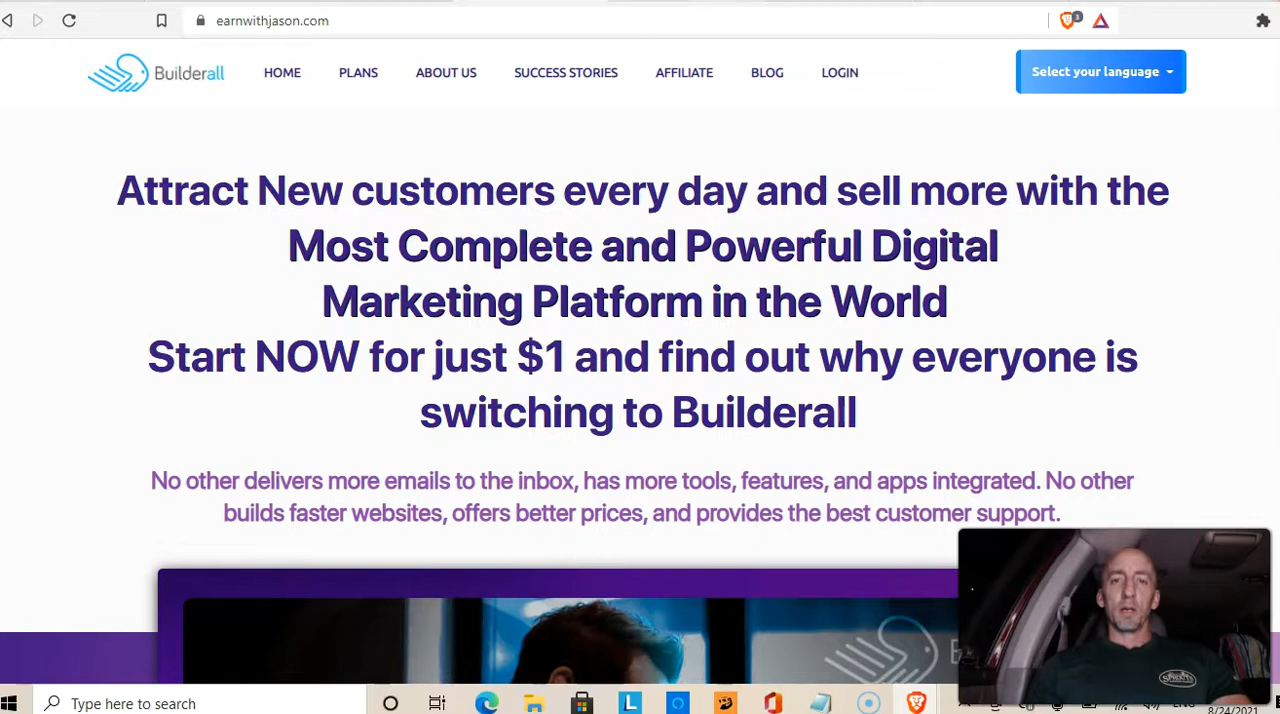 earnwithjason.com
Builderall
HOME
PLANS
ABOUT US
SUCCESS STORIES
AFFILIATE
BLOG
LOGIN
Select your language
Attract New customers every day and sell more with the
Most Complete and Powerful Digital
Marketing Platform in the World
Start NOW for just $1 and find out why everyone is
switching to Builderall
No other delivers more emails to the inbox, has more tools, features, and apps integrated. No other
builds faster websites, offers better prices, and provides the best customer support.
SPROUTS
Type here to search
L
ENG
8/24/2021